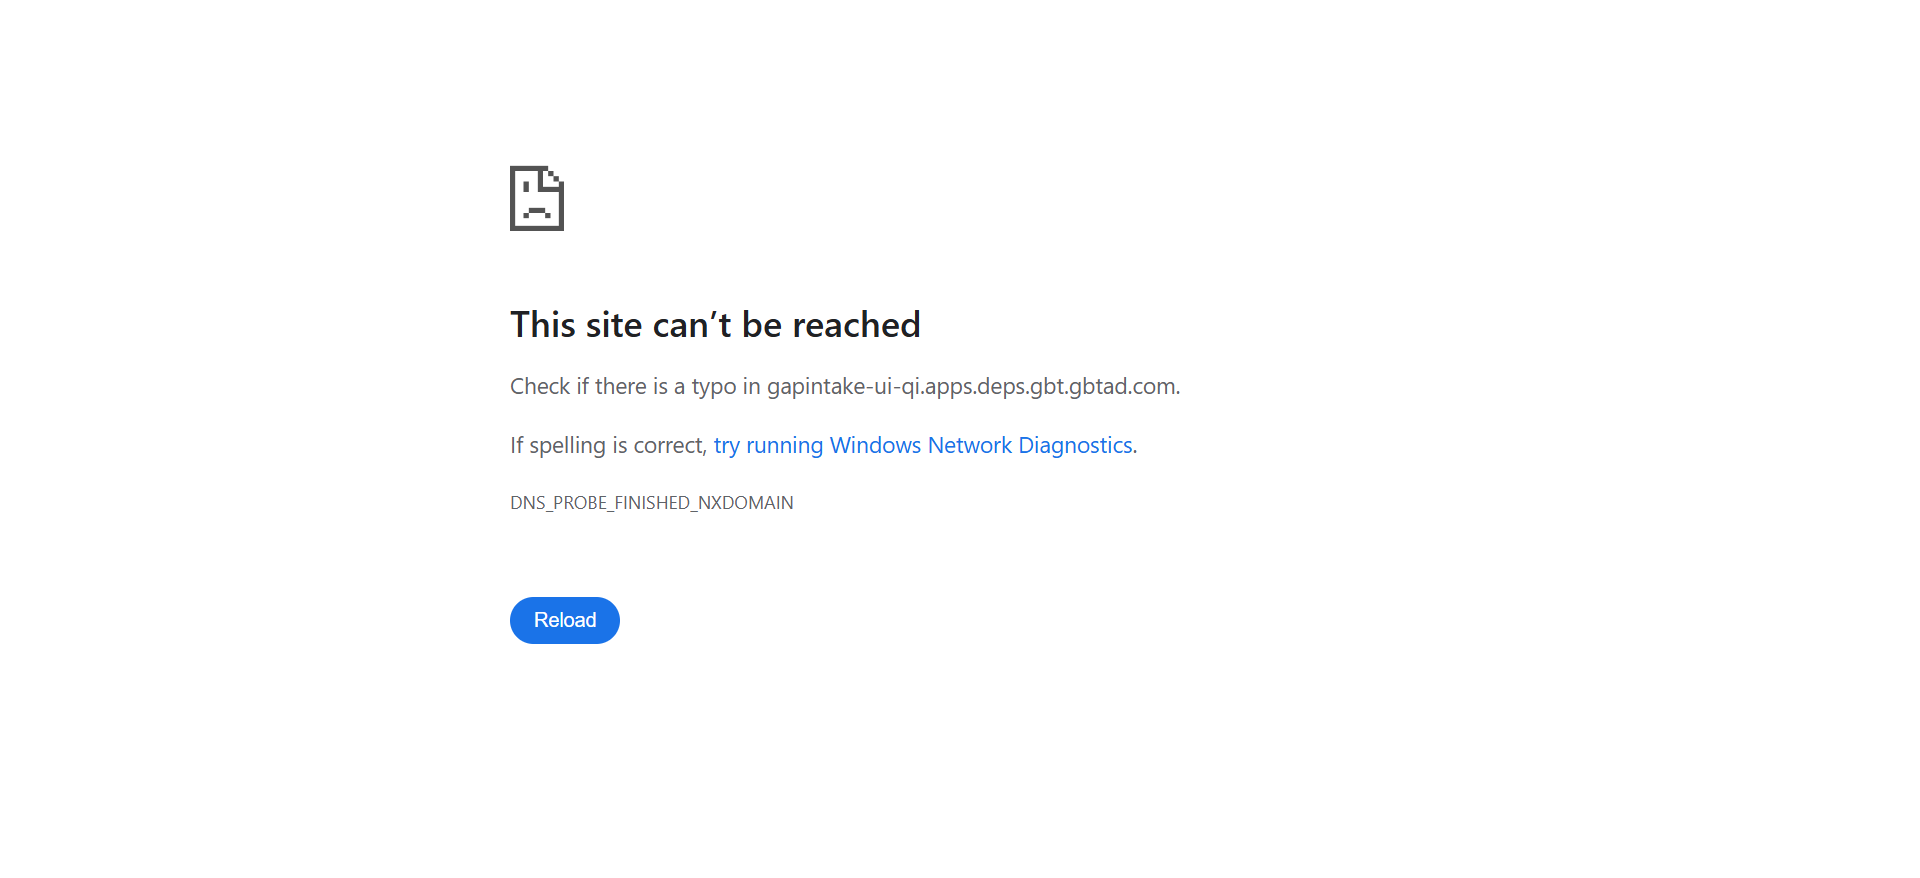 This site can’t be reached
Check if there is a typo in gapintake-ui-qi.apps.deps.gbt.gbtad.com.
If spelling is correct, try running Windows Network Diagnostics.
DNS_PROBE_FINISHED_NXDOMAIN
Reload